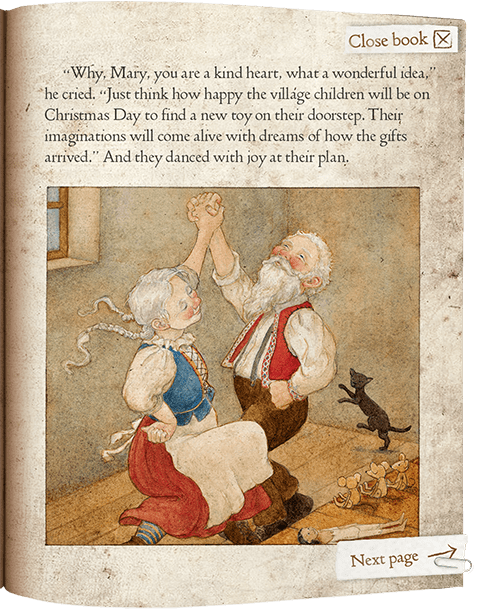 Close book
“Why, Mary, you are a kind heart, what a wonderful idea,”
he cried. “Just think how happy the village children will be on
Christmas Day to find a new toy on their doorstep. Their
imaginations will come alive with dreams of how the gifts
arrived.” And they danced with joy at their plan.
Next page